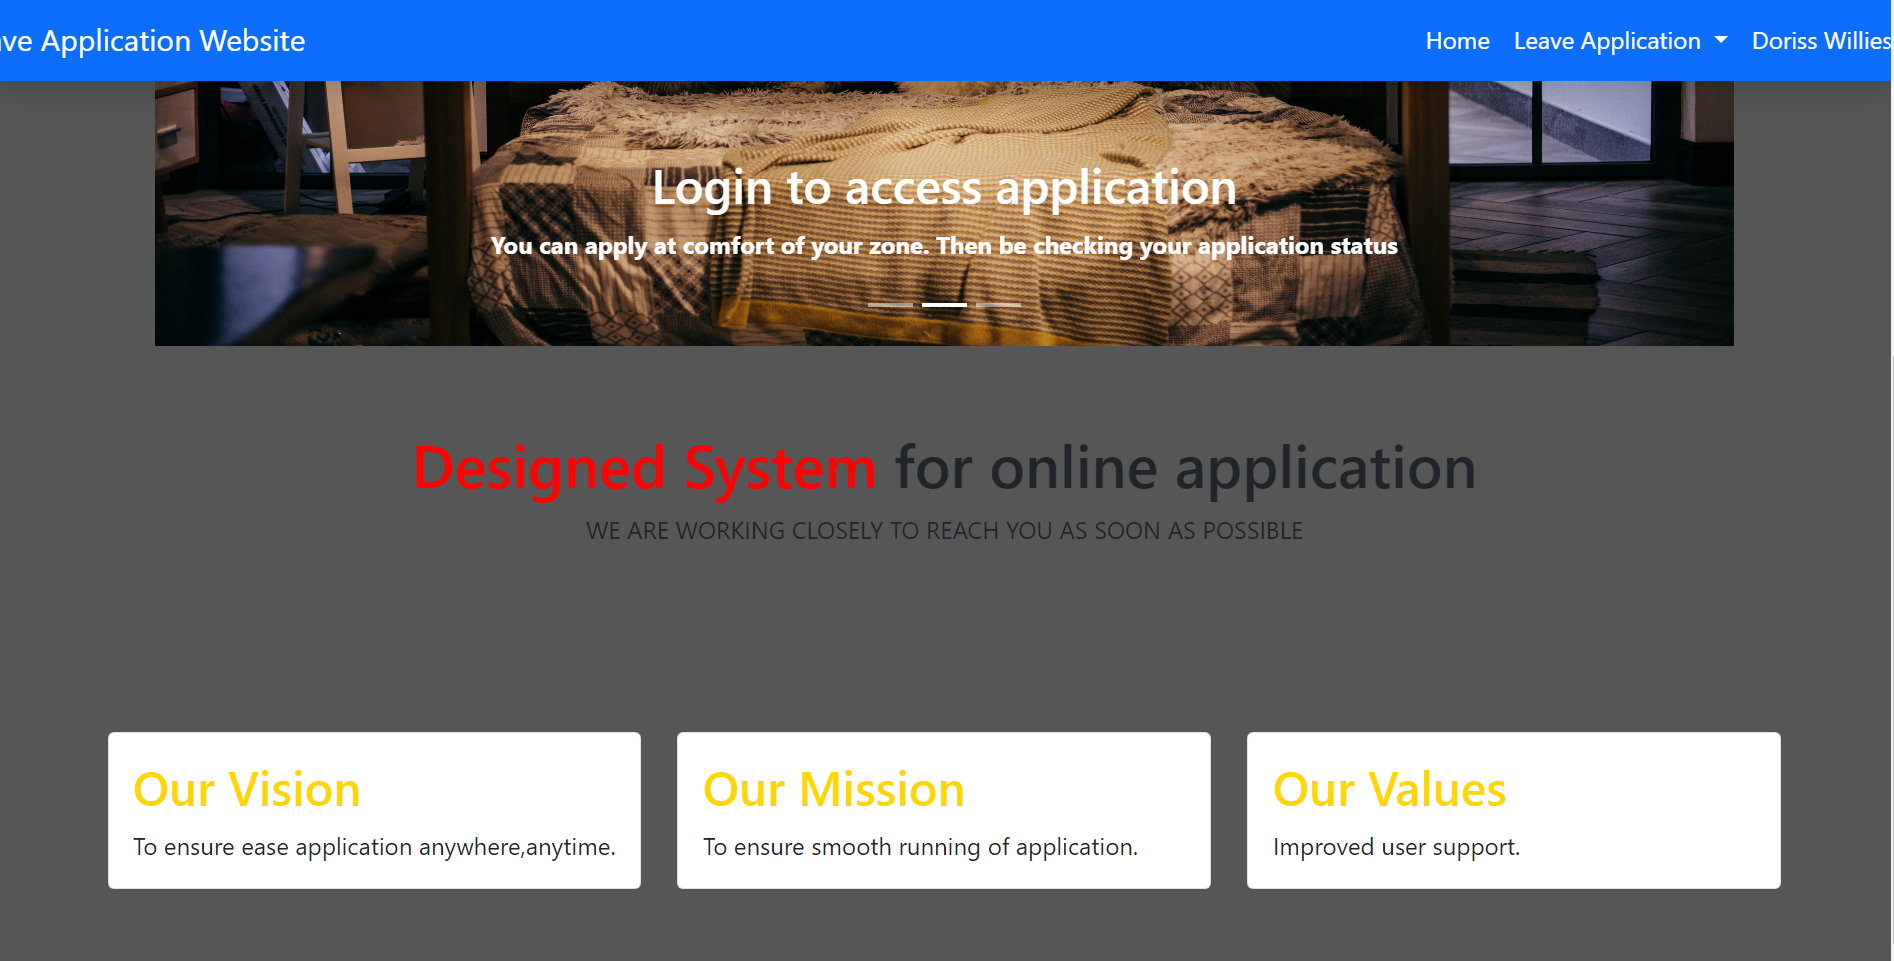 Application Website
Home Leave Application Doriss Willies
Login to access application
You can apply at comfort of your zone. Then be checking your application status
Designed System for online application
WE ARE WORKING CLOSELY TO REACH YOU AS SOON AS POSSIBLE
Our Vision
To ensure ease application anywhere,anytime.
Our Mission
To ensure smooth running of application.
Our Values
Improved user support.